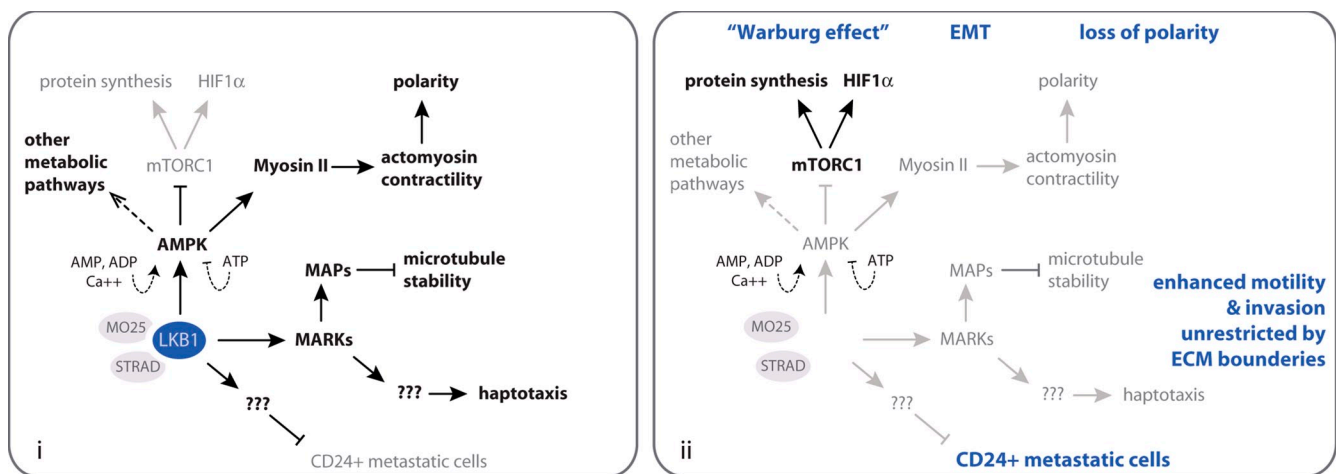 protein synthesis
HIF1α
polarity
other
metabolic
pathways
mTORC1
Myosin II
actomyosin
contractility
AMPK
AMP, ADP
Ca++
ATP
MAPs
microtubule
stability
MO25
LKB1
STRAD
MARKs
???
???
haptotaxis
CD24+ metastatic cells
i
“Warburg effect”
EMT
loss of polarity
protein synthesis
HIF1α
polarity
other
metabolic
pathways
mTORC1
Myosin II
actomyosin
contractility
AMPK
AMP, ADP
Ca++
ATP
MAPs
microtubule
stability
enhanced motility
& invasion
unrestricted by
ECM bounderies
MO25
STRAD
MARKs
???
???
haptotaxis
CD24+ metastatic cells
ii